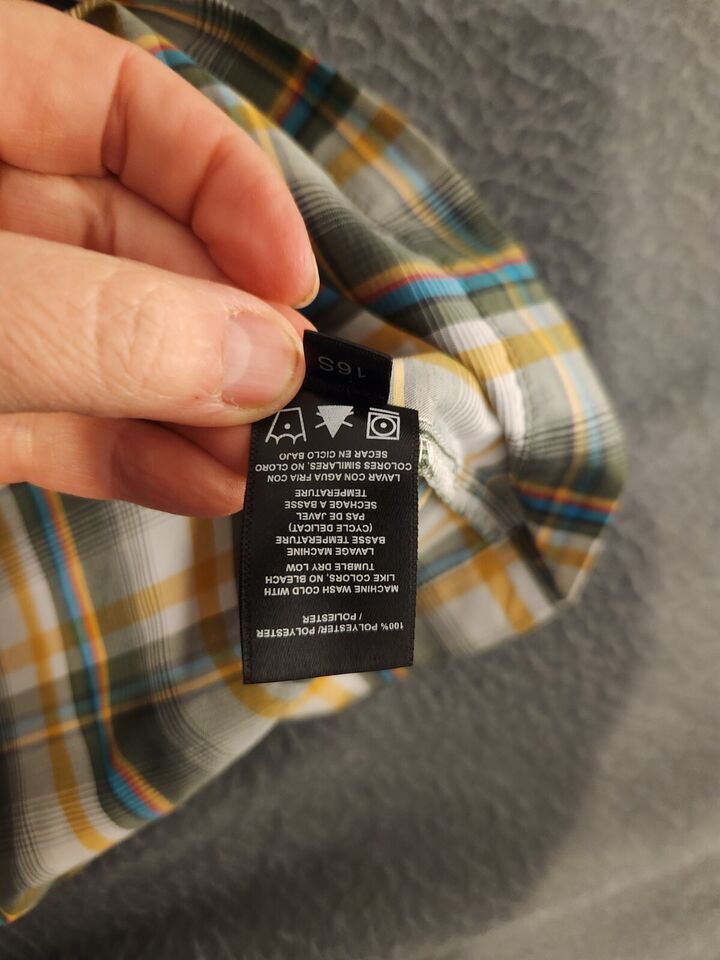 100% POLYESTER/ POLYESTER
/ POLIESTER
MACHINE WASH COLD WITH
LIKE COLORS, NO BLEACH
TUMBLE DRY LOW
LAVAGE MACHINE
BASSE TEMPERATURE
(CYCLE DELICAT)
PAS DE JAVEL
SECHAGE A BASSE
TEMPERATURE
LAVAR CON AGUA FRIA CON
COLORES SIMILARES, NO CLORO
SECAR EN CICLO BAJO
16S